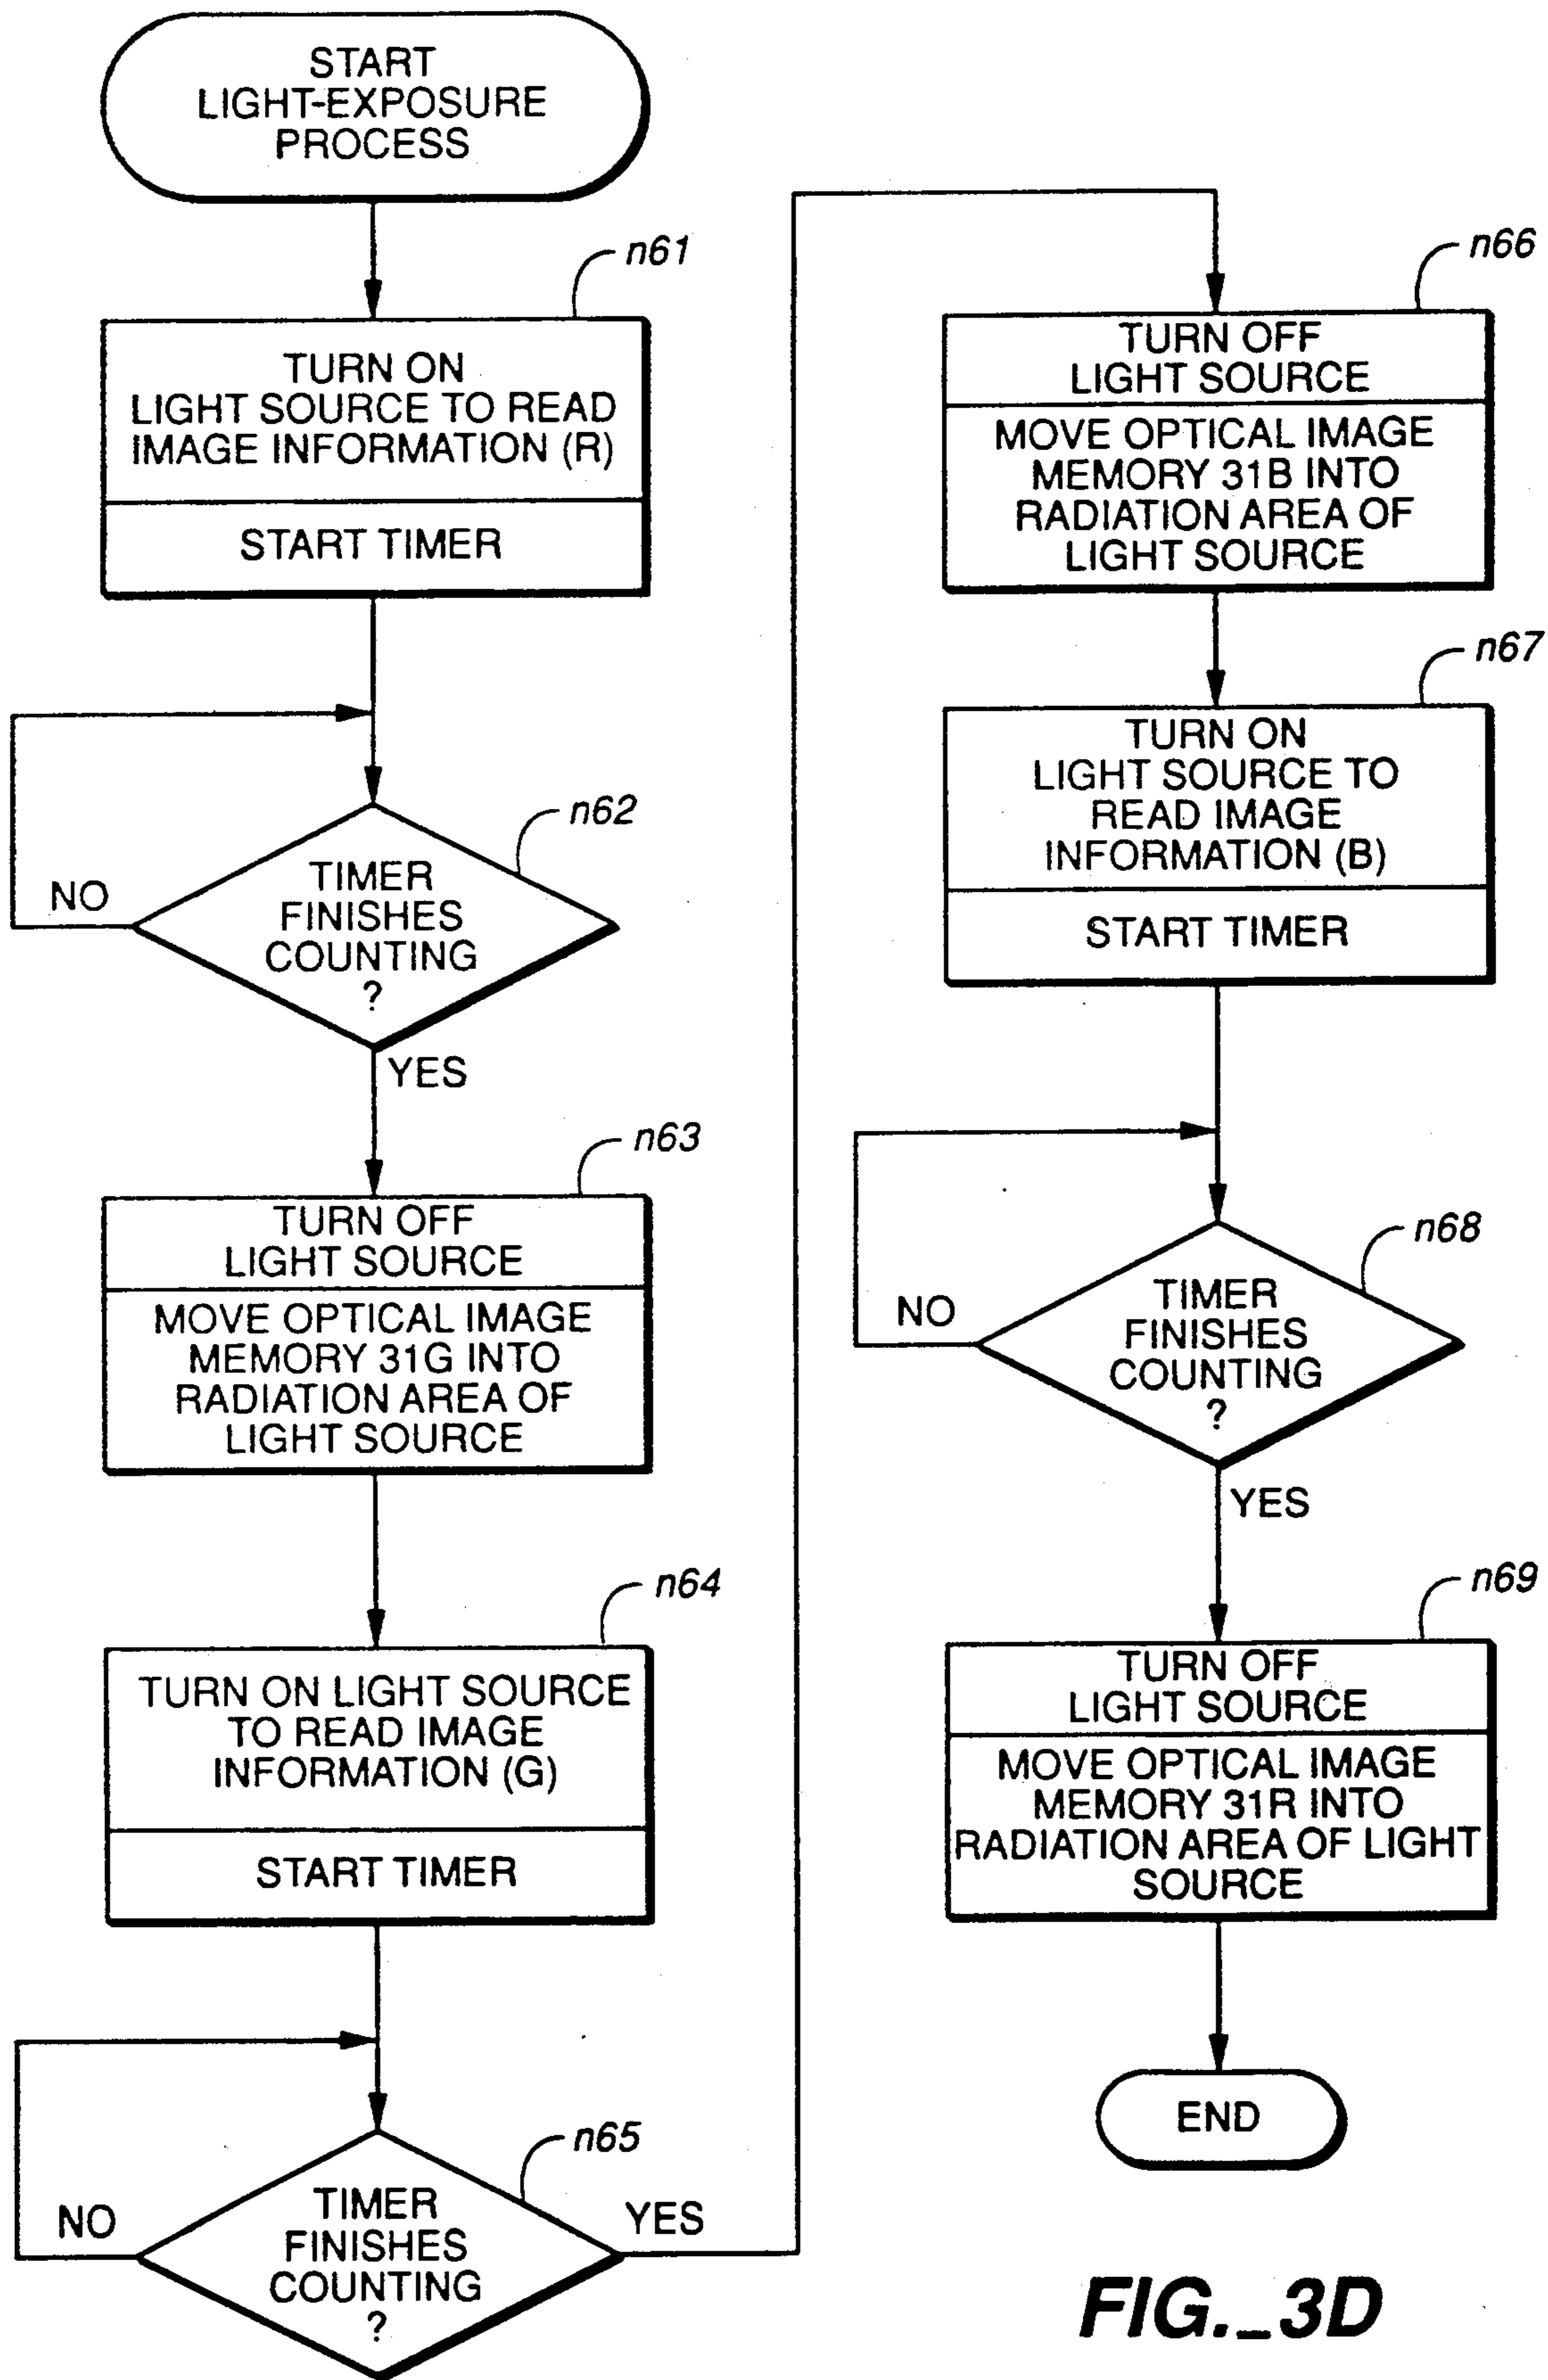 START
LIGHT-EXPOSURE
PROCESS
n61
TURN ON
LIGHT SOURCE TO READ
IMAGE INFORMATION (R)
START TIMER
n62
TIMER
FINISHES
COUNTING
?
NO
YES
n63
TURN OFF
LIGHT SOURCE
MOVE OPTICAL IMAGE
MEMORY 31G INTO
RADIATION AREA OF
LIGHT SOURCE
n64
TURN ON LIGHT SOURCE
TO READ IMAGE
INFORMATION (G)
START TIMER
n65
TIMER
FINISHES
COUNTING
?
NO
YES
n66
TURN OFF
LIGHT SOURCE
MOVE OPTICAL IMAGE
MEMORY 31B INTO
RADIATION AREA OF
LIGHT SOURCE
n67
TURN ON
LIGHT SOURCE TO
READ IMAGE
INFORMATION (B)
START TIMER
n68
TIMER
FINISHES
COUNTING
?
NO
YES
n69
TURN OFF
LIGHT SOURCE
MOVE OPTICAL IMAGE
MEMORY 31R INTO
RADIATION AREA OF LIGHT
SOURCE
END
FIG._3D